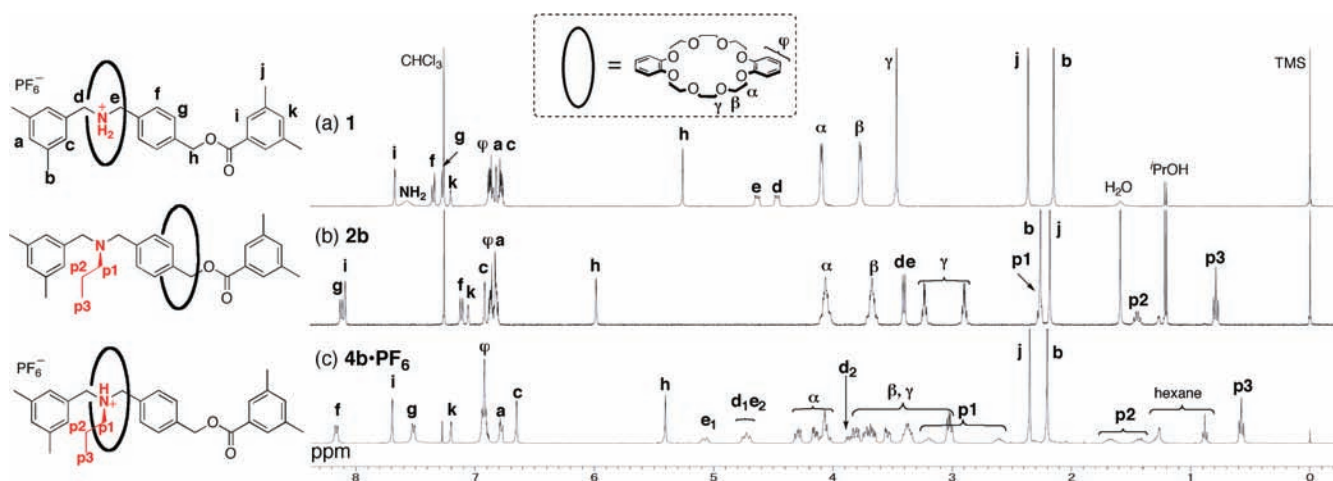 CHCl₃
O O O O
O O O O
φ
α
β
γ
=
γ
j
b
TMS
PF₆⁻
d e f g i j k
N H₂ +
a b c h
O O
(a) 1
i NH₂ f g k φ a c h e d α β H₂O ⁱPrOH
(b) 2b
N
p2 p1
p3
O O
g i f k c φ a h α β de γ p1 b j p2 p3
PF₆⁻
H N +
p2 p1
p3
O O
(c) 4b•PF₆
f i g k φ a c h e₁ d₁e₂ α d₂ β, γ p1 j b p2 hexane p3
ppm
8 7 6 5 4 3 2 1 0